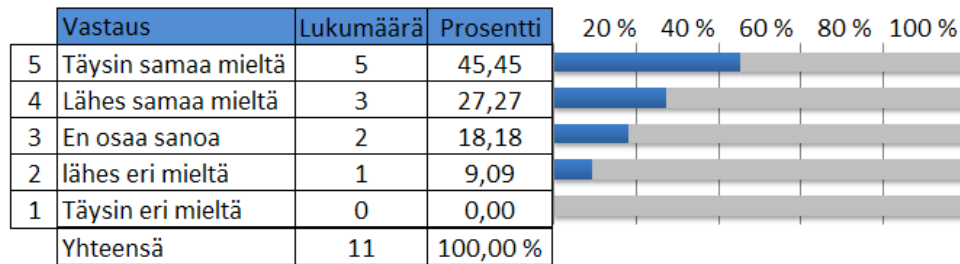 Vastaus Lukumäärä Prosentti 20 % 40 % 60 % 80 % 100 %
5 Täysin samaa mieltä 5 45,45
4 Lähes samaa mieltä 3 27,27
3 En osaa sanoa 2 18,18
2 lähes eri mieltä 1 9,09
1 Täysin eri mieltä 0 0,00
Yhteensä 11 100,00 %